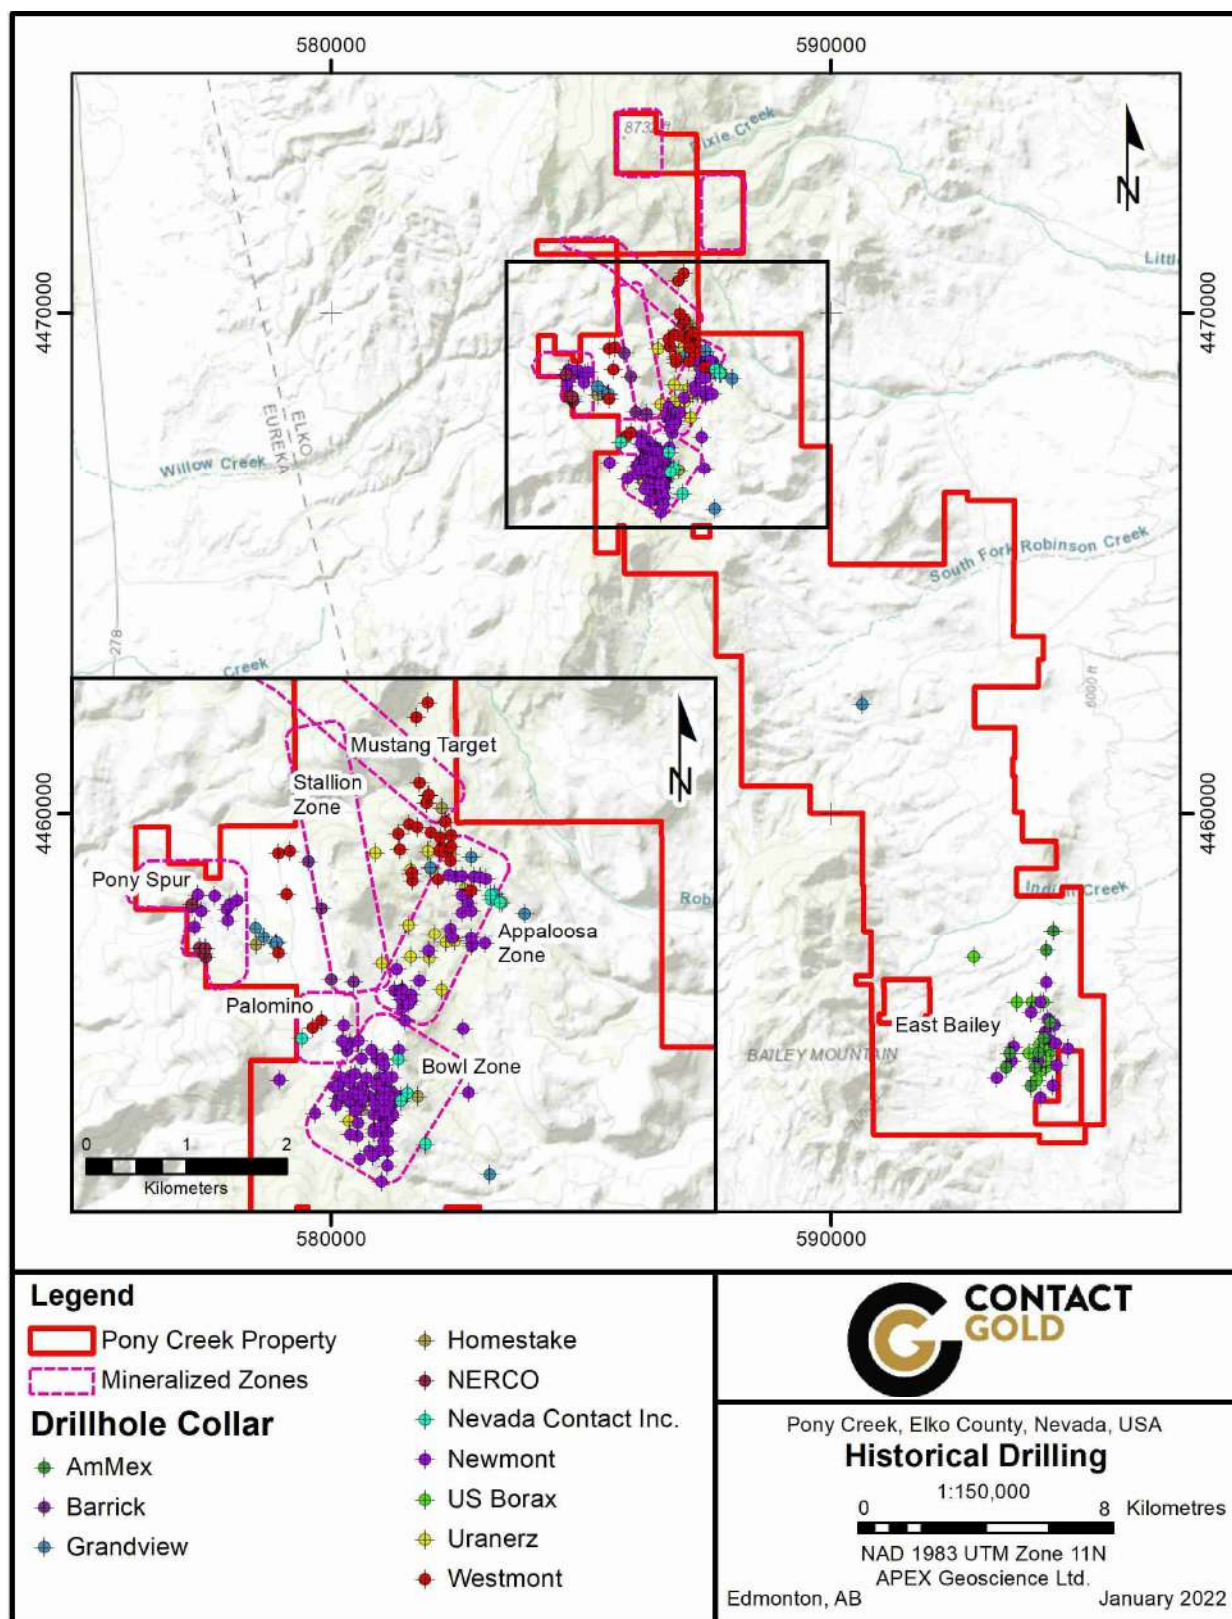 580000
590000
8732 ft
Dixie Creek
N
4470000
4470000
Littl
ELKO
EUREKA
Willow Creek
South Fork Robinson Creek
278
Creek
6000 ft
Mustang Target
N
Stallion
Zone
4460000
4460000
Pony Spur
Indian Creek
Rob
Appaloosa
Zone
Palomino
East Bailey
BAILEY MOUNTAIN
Bowl Zone
0 1 2
Kilometers
580000
590000
Legend
Pony Creek Property
Mineralized Zones
Drillhole Collar
AmMex
Barrick
Grandview
Homestake
NERCO
Nevada Contact Inc.
Newmont
US Borax
Uranerz
Westmont
CONTACT
GOLD
Pony Creek, Elko County, Nevada, USA
Historical Drilling
1:150,000
0 8 Kilometres
NAD 1983 UTM Zone 11N
APEX Geoscience Ltd.
Edmonton, AB January 2022